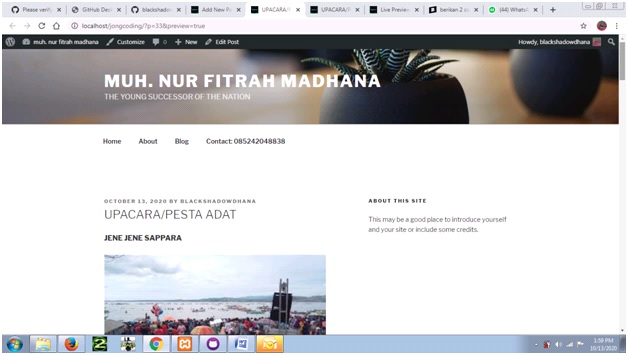 Please verif
GitHub Des
blackshado
Add New P
UPACARA/
UPACARA/
Live Preview
berikan 2 s
(44) Whats
localhost/jongcoding/?p=33&preview=true
muh. nur fitrah madhana
Customize
0
New
Edit Post
Howdy, blackshadowdhana
MUH. NUR FITRAH MADHANA
THE YOUNG SUCCESSOR OF THE NATION
Home
About
Blog
Contact: 085242048838
OCTOBER 13, 2020 BY BLACKSHADOWDHANA
UPACARA/PESTA ADAT
JENE JENE SAPPARA
ABOUT THIS SITE
This may be a good place to introduce yourself
and your site or include some credits.
1:59 PM
10/13/2020